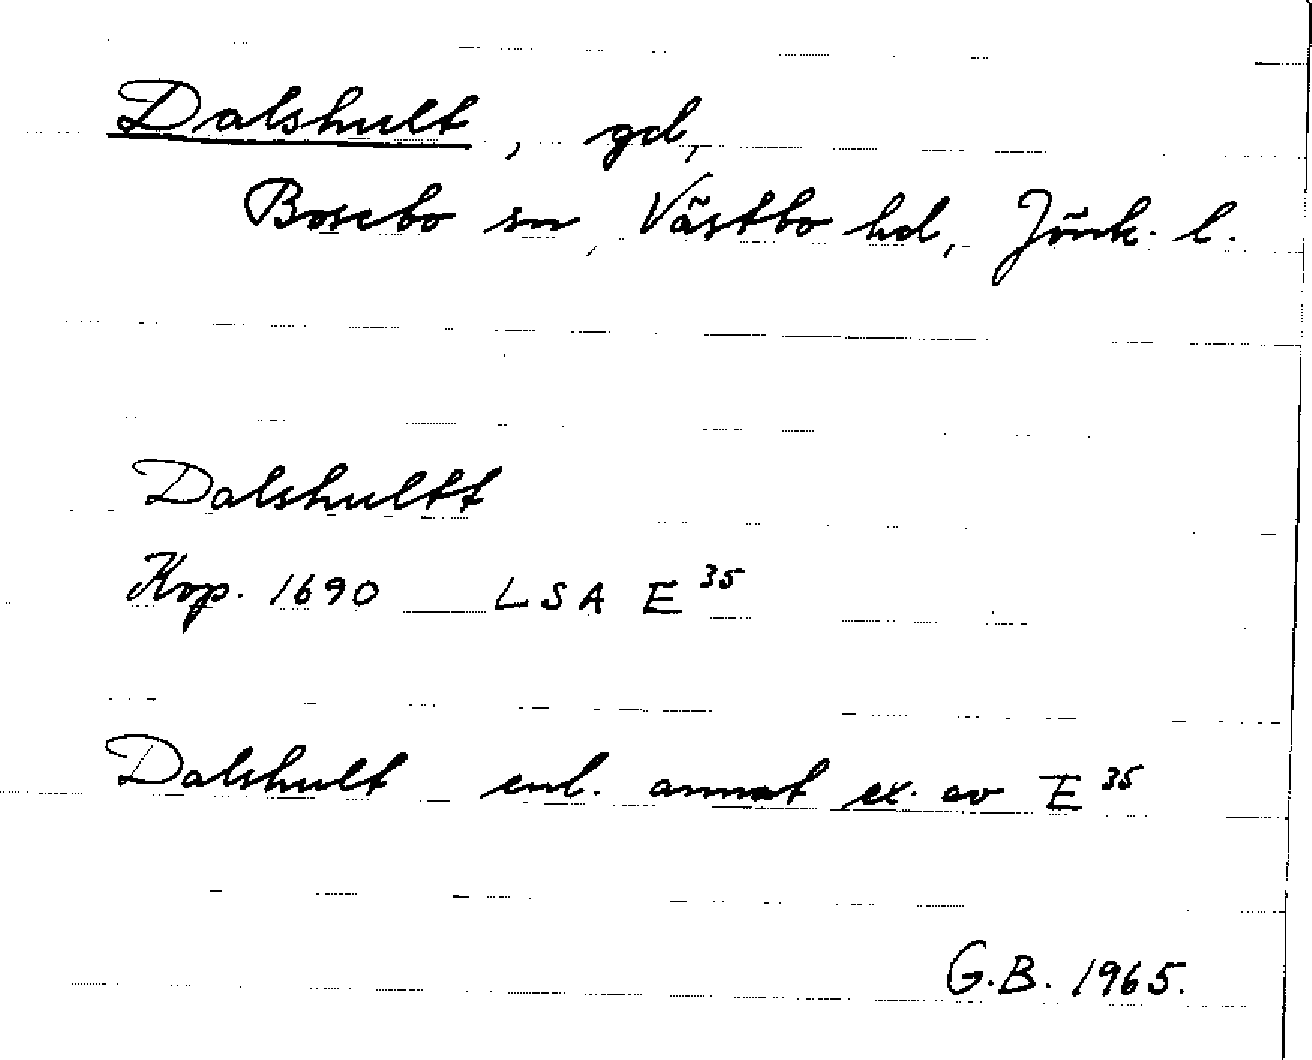 Dalshult, gd,
Bosebo sn, Västbo hd, Jönk. l.
Dalshultt
Kop. 1690 LSA E 35
Dalshult enl. annat ex. av E 35
G.B. 1965.